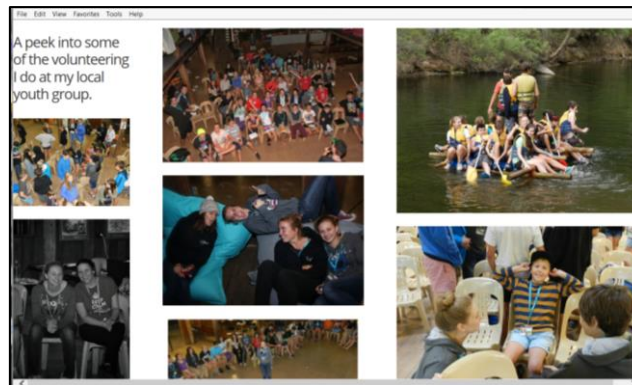 File Edit View Favorites Tools Help
A peek into some
of the volunteering
I do at my local
youth group.